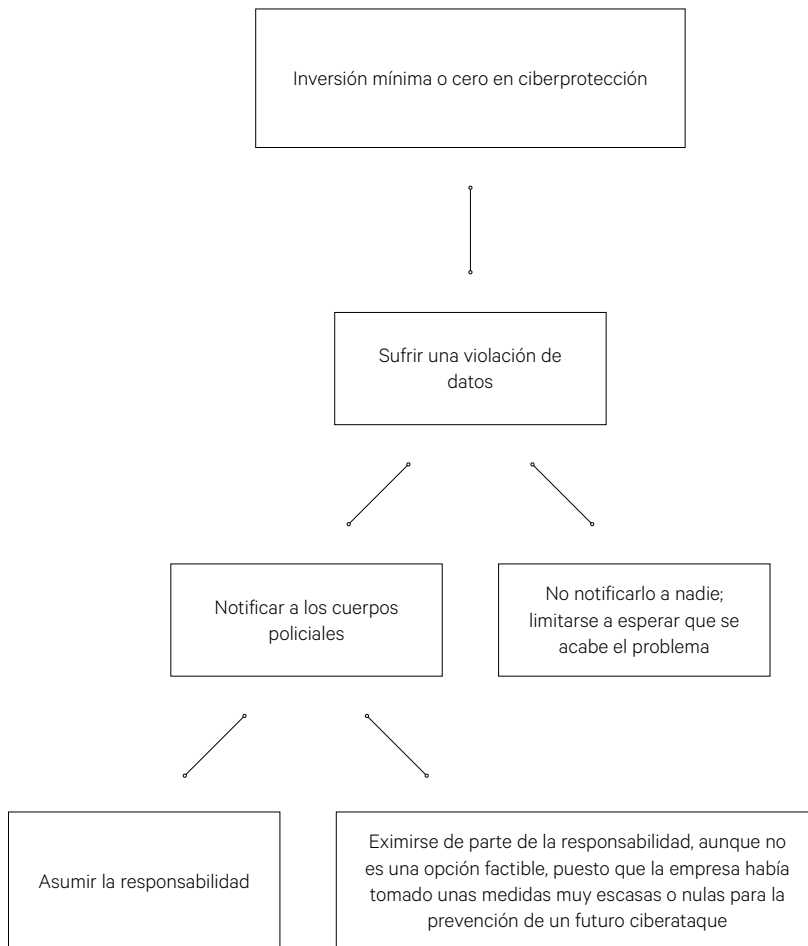 Inversión mínima o cero en ciberprotección
Sufrir una violación de
datos
Notificar a los cuerpos
policiales
No notificarlo a nadie;
limitarse a esperar que se
acabe el problema
Asumir la responsabilidad
Eximirse de parte de la responsabilidad, aunque no
es una opción factible, puesto que la empresa había
tomado unas medidas muy escasas o nulas para la
prevención de un futuro ciberataque